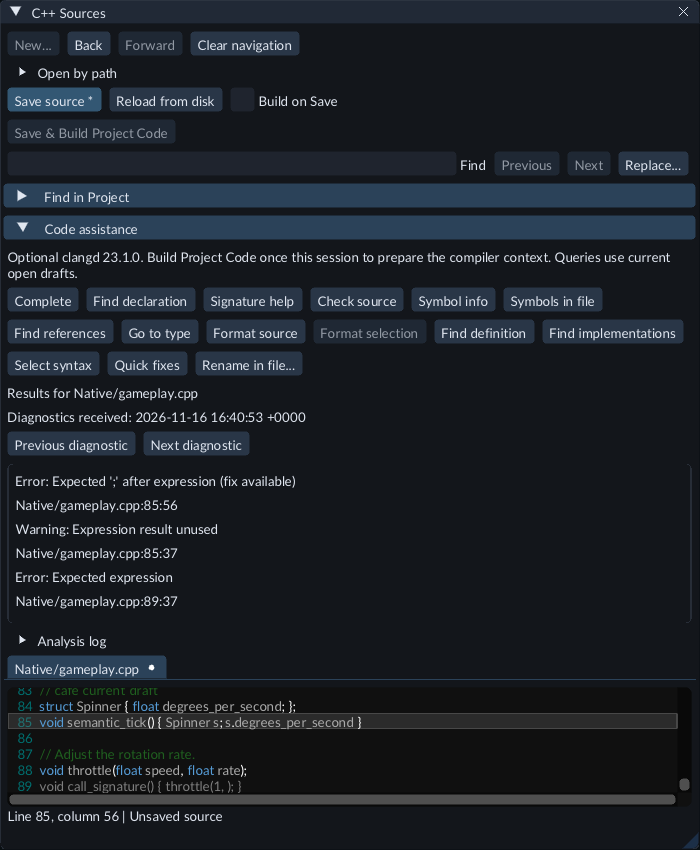 C++ Sources
New... Back Forward Clear navigation
Open by path
Save source * Reload from disk Build on Save
Save & Build Project Code
Find Previous Next Replace...
Find in Project
Code assistance
Optional clangd 23.1.0. Build Project Code once this session to prepare the compiler context. Queries use current
open drafts.
Complete Find declaration Signature help Check source Symbol info Symbols in file
Find references Go to type Format source Format selection Find definition Find implementations
Select syntax Quick fixes Rename in file...
Results for Native/gameplay.cpp
Diagnostics received: 2026-11-16 16:40:53 +0000
Previous diagnostic Next diagnostic
Error: Expected ';' after expression (fix available)
Native/gameplay.cpp:85:56
Warning: Expression result unused
Native/gameplay.cpp:85:37
Error: Expected expression
Native/gameplay.cpp:89:37
Analysis log
Native/gameplay.cpp
83 // cafe current draft
84 struct Spinner { float degrees_per_second; };
85 void semantic_tick() { Spinner s; s.degrees_per_second }
86
87 // Adjust the rotation rate.
88 void throttle(float speed, float rate);
89 void call_signature() { throttle(1, ); }
Line 85, column 56 | Unsaved source